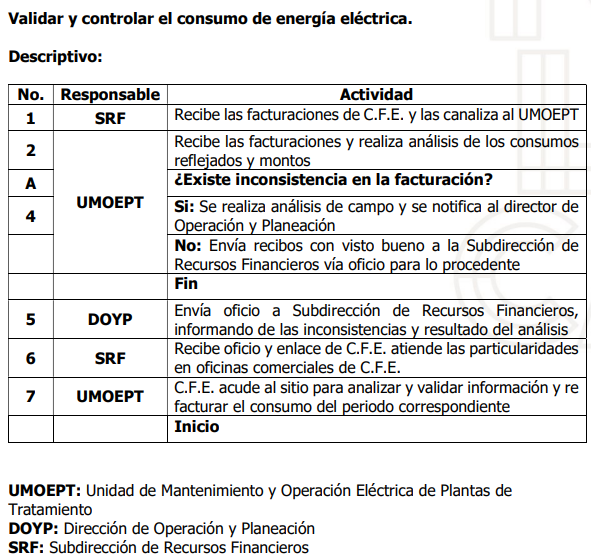 Validar y controlar el consumo de energía eléctrica.
Descriptivo:
No. Responsable Actividad
1 SRF Recibe las facturaciones de C.F.E. y las canaliza al UMOEPT
2 Recibe las facturaciones y realiza análisis de los consumos
reflejados y montos
A ¿Existe inconsistencia en la facturación?
UMOEPT
4 Si: Se realiza análisis de campo y se notifica al director de
Operación y Planeación
No: Envía recibos con visto bueno a la Subdirección de
Recursos Financieros vía oficio para lo procedente
Fin
5 DOYP Envía oficio a Subdirección de Recursos Financieros,
informando de las inconsistencias y resultado del análisis
6 SRF Recibe oficio y enlace de C.F.E. atiende las particularidades
en oficinas comerciales de C.F.E.
7 UMOEPT C.F.E. acude al sitio para analizar y validar información y re
facturar el consumo del periodo correspondiente
Inicio
UMOEPT: Unidad de Mantenimiento y Operación Eléctrica de Plantas de
Tratamiento
DOYP: Dirección de Operación y Planeación
SRF: Subdirección de Recursos Financieros